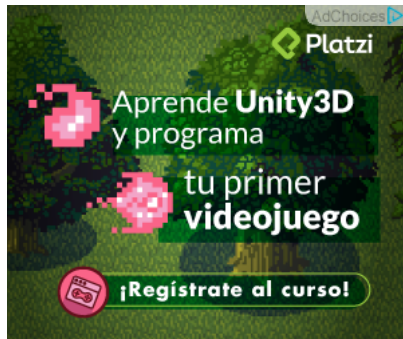 AdChoices
Platzi
Aprende Unity3D
y programa
tu primer
videojuego
¡Regístrate al curso!